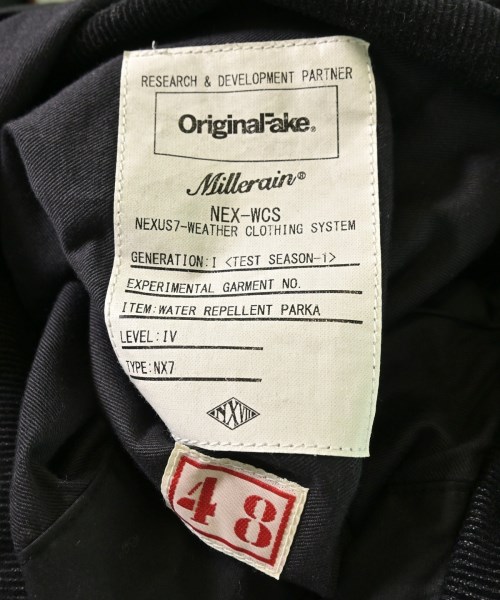 RESEARCH & DEVELOPMENT PARTNER
OriginalFake®
Millerain®
NEX-WCS
NEXUS7-WEATHER CLOTHING SYSTEM
GENERATION:I <TEST SEASON-1>
EXPERIMENTAL GARMENT NO.
ITEM:WATER REPELLENT PARKA
LEVEL:IV
TYPE:NX7
NXVII
48